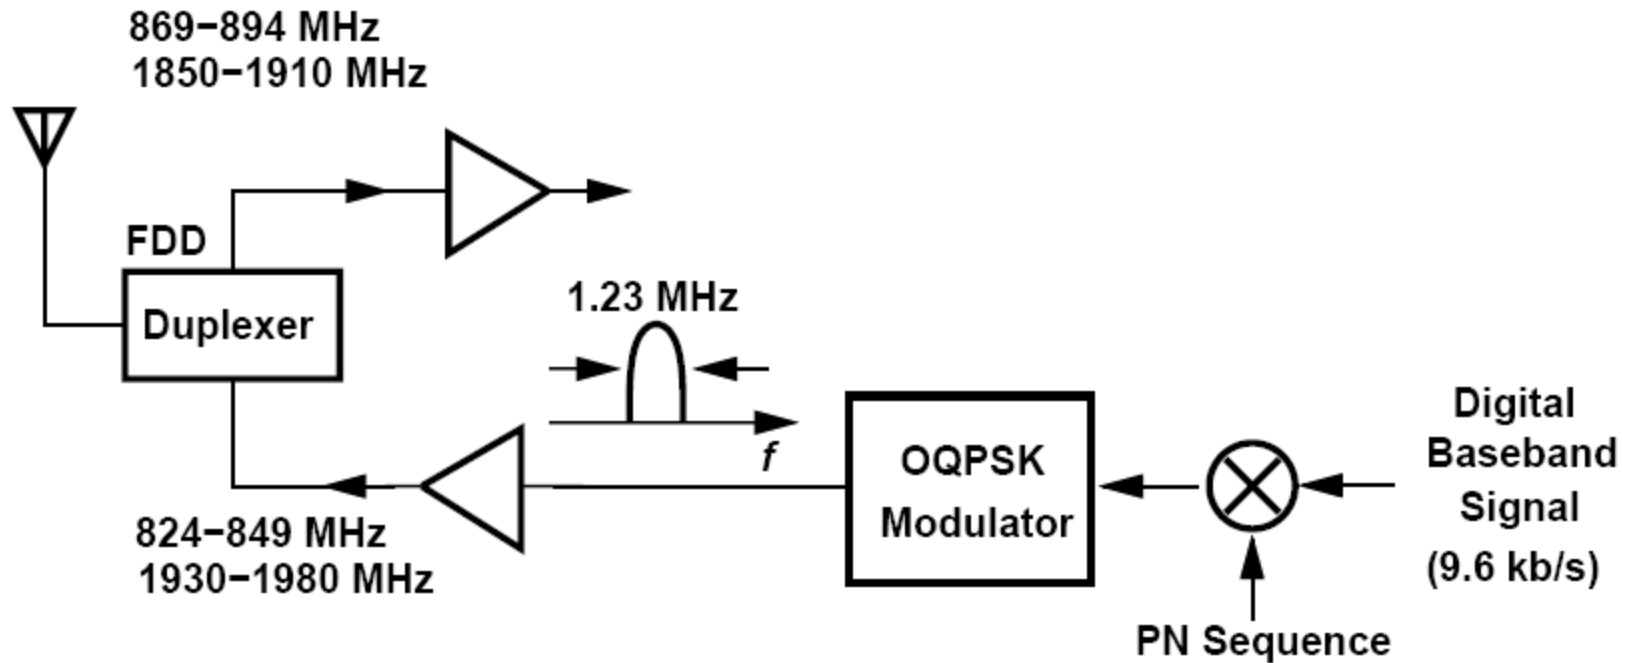 869−894 MHz
1850−1910 MHz
FDD
Duplexer
1.23 MHz
f
824−849 MHz
1930−1980 MHz
OQPSK
Modulator
Digital
Baseband
Signal
(9.6 kb/s)
PN Sequence